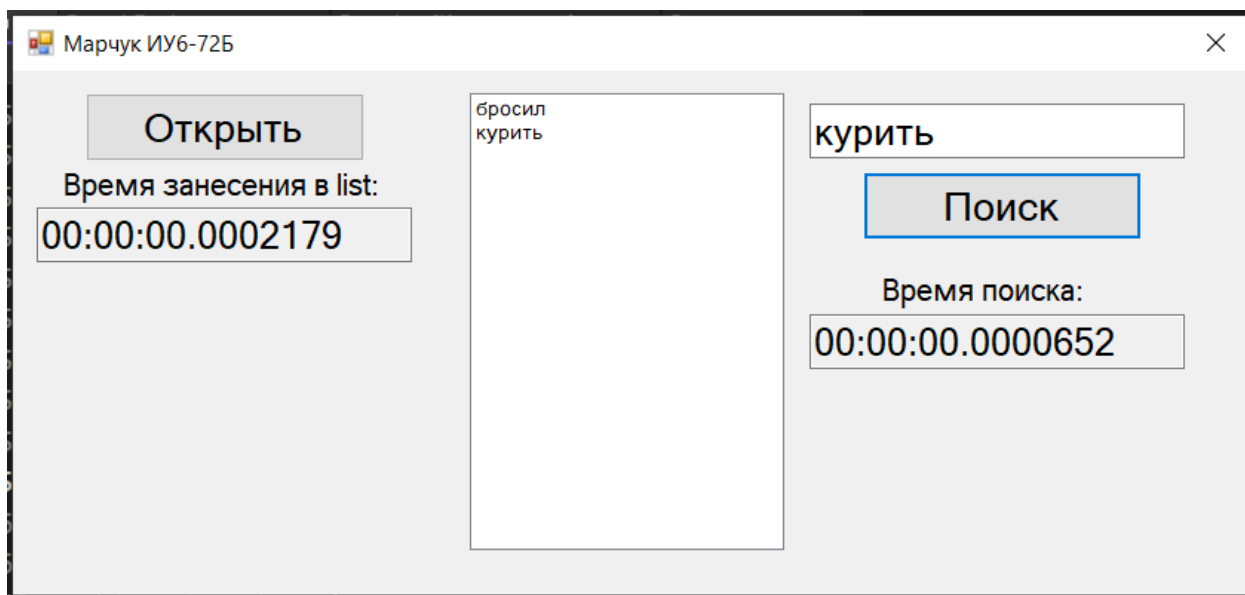 Марчук ИУ6-72Б
Открыть
Время занесения в list:
00:00:00.0002179
бросил
курить
курить
Поиск
Время поиска:
00:00:00.0000652